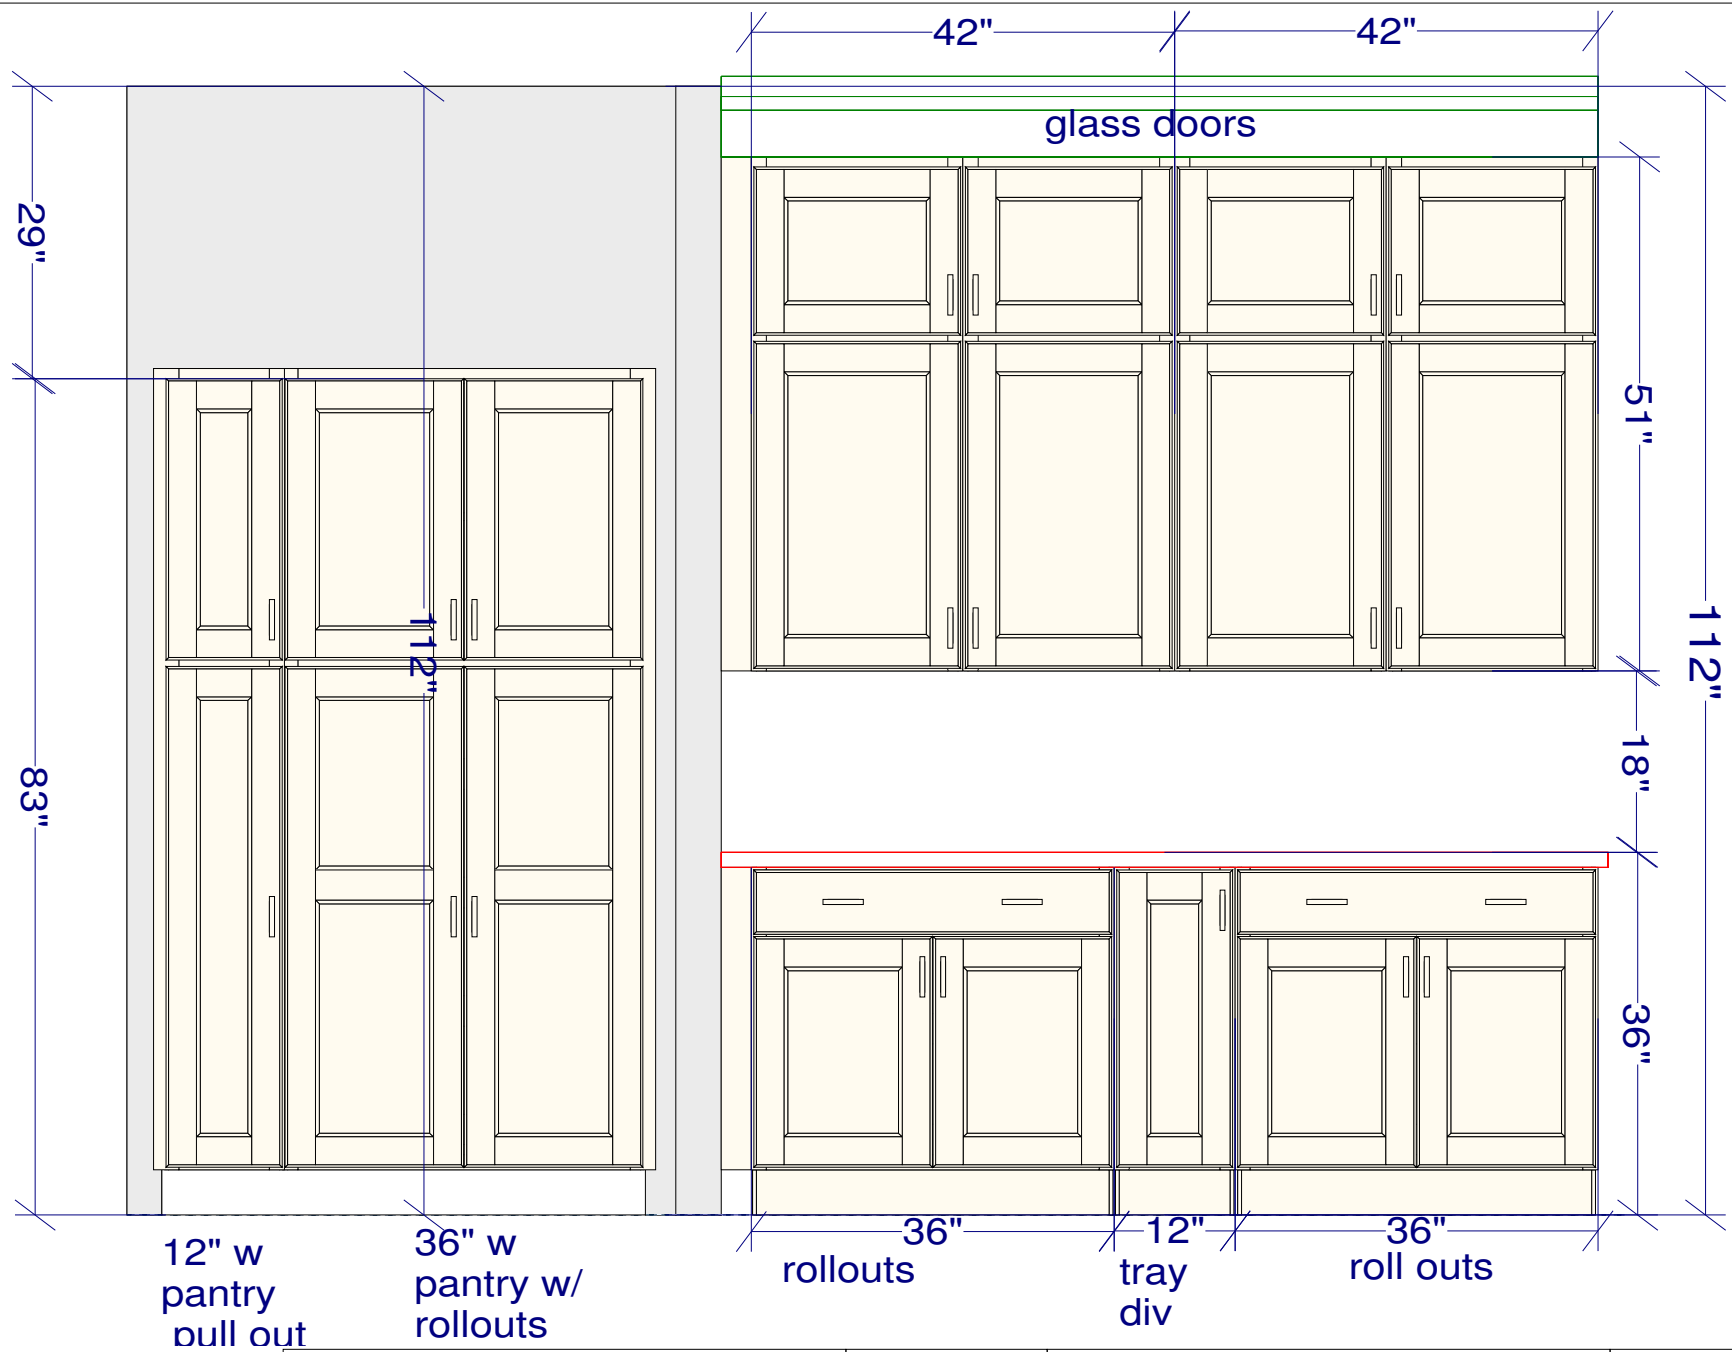 42"
42"
glass doors
29"
51"
112"
112"
18"
83"
36"
36"
12"
36"
12" w
pantry
pull out
36" w
pantry w/
rollouts
rollouts
tray
div
roll outs